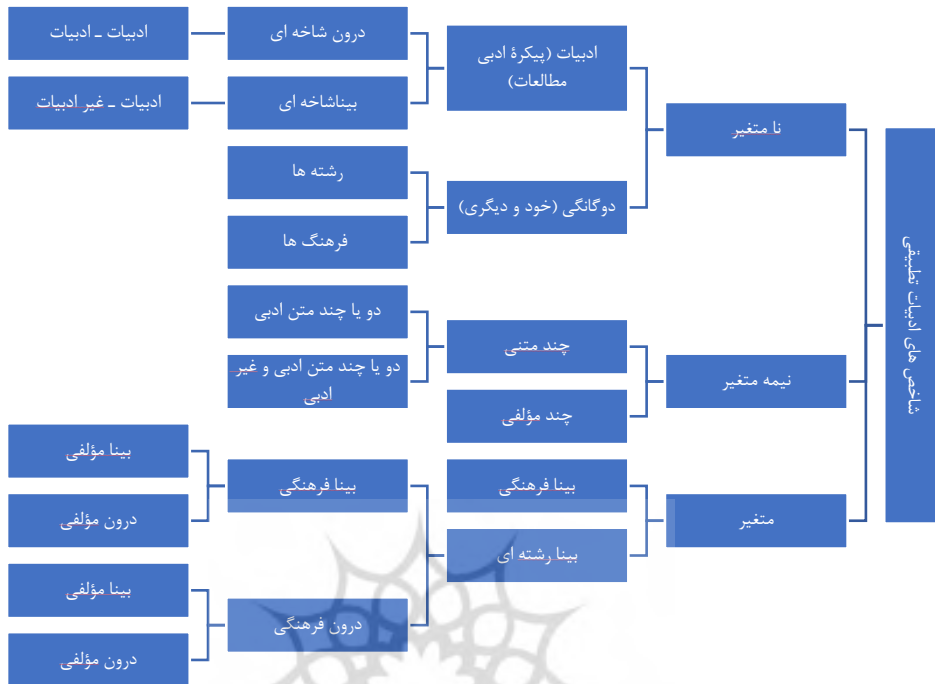 شاخص های ادبیات تطبیقی
نا متغیر
ادبیات (پیکرهٔ ادبی
مطالعات)
درون شاخه ای
ادبیات ـ ادبیات
بیناشاخه ای
ادبیات ـ غیر ادبیات
دوگانگی (خود و دیگری)
رشته ها
فرهنگ ها
نیمه متغیر
چند متنی
دو یا چند متن ادبی
دو یا چند متن ادبی و غیر
ادبی
چند مؤلفی
متغیر
بینا فرهنگی
بینا رشته ای
بینا فرهنگی
بینا مؤلفی
درون مؤلفی
درون فرهنگی
بینا مؤلفی
درون مؤلفی